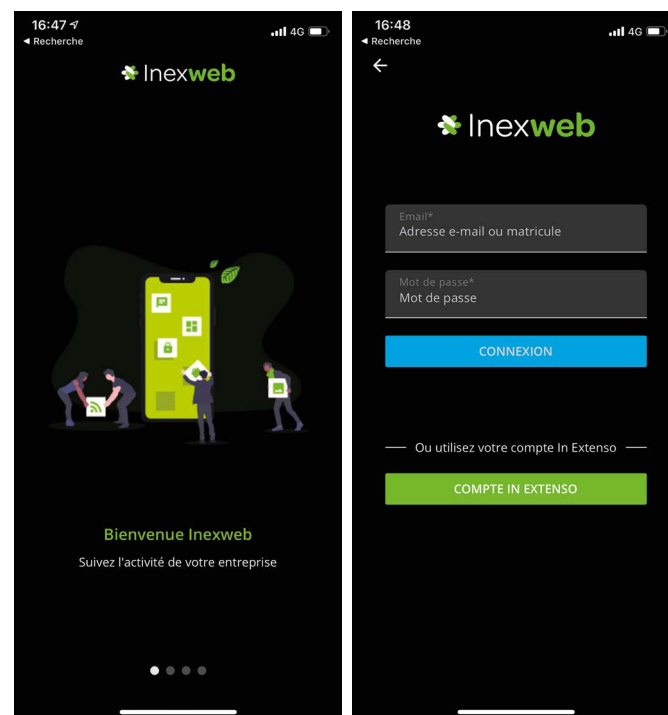 16:47
4G
◀ Recherche
Inexweb
Bienvenue Inexweb
Suivez l'activité de votre entreprise
16:48
4G
◀ Recherche
Inexweb
Email*
Adresse e-mail ou matricule
Mot de passe*
Mot de passe
CONNEXION
Ou utilisez votre compte In Extenso
COMPTE IN EXTENSO